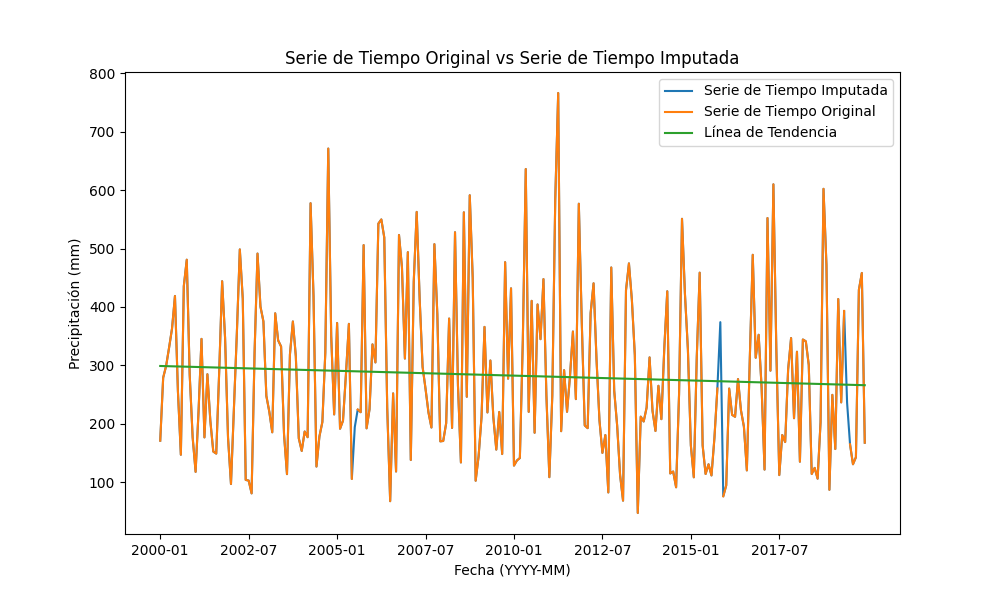 Serie de Tiempo Original vs Serie de Tiempo Imputada
Serie de Tiempo Imputada
Serie de Tiempo Original
Línea de Tendencia
Precipitación (mm)
800
700
600
500
400
300
200
100
2000-01 2002-07 2005-01 2007-07 2010-01 2012-07 2015-01 2017-07
Fecha (YYYY-MM)